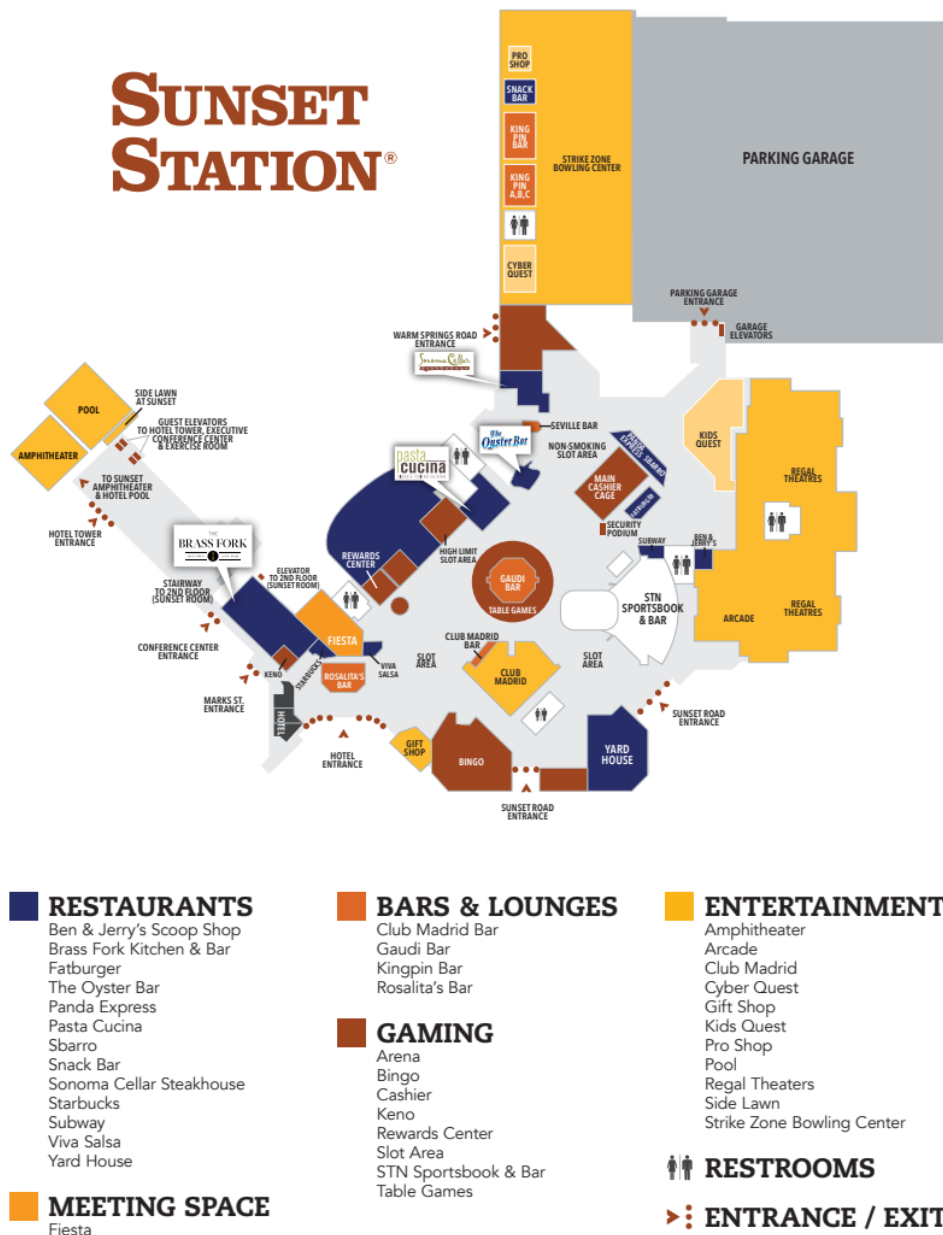 SUNSET
STATION®
PRO
SHOP
SNACK
BAR
KING
PIN
BAR
KING
PIN
A,B,C
CYBER
QUEST
STRIKE ZONE
BOWLING CENTER
PARKING GARAGE
PARKING GARAGE
ENTRANCE
GARAGE
ELEVATORS
WARM SPRINGS ROAD
ENTRANCE
Sonoma Cellar
SIDE LAWN
AT SUNSET
POOL
AMPHITHEATER
GUEST ELEVATORS
TO HOTEL TOWER, EXECUTIVE
CONFERENCE CENTER
& EXERCISE ROOM
TO SUNSET
AMPHITHEATER
& HOTEL POOL
HOTEL TOWER
ENTRANCE
SEVILLE BAR
The
Oyster Bar
NON-SMOKING
SLOT AREA
PANDA
EXPRESS
SBARRO
KIDS
QUEST
REGAL
THEATRES
pasta
cucina
MAIN
CASHIER
CAGE
FATBURGER
SECURITY
PODIUM
THE
BRASS FORK
STAIRWAY
TO 2ND FLOOR
(SUNSET ROOM)
ELEVATOR
TO 2ND FLOOR
(SUNSET ROOM)
REWARDS
CENTER
HIGH LIMIT
SLOT AREA
GAUDI
BAR
TABLE GAMES
SUBWAY
BEN &
JERRY'S
STN
SPORTSBOOK
& BAR
ARCADE
REGAL
THEATRES
CONFERENCE CENTER
ENTRANCE
FIESTA
KENO
STARBUCKS
ROSALITA'S
BAR
VIVA
SALSA
SLOT
AREA
CLUB MADRID
BAR
CLUB
MADRID
SLOT
AREA
MARKS ST.
ENTRANCE
HOTEL
HOTEL
ENTRANCE
GIFT
SHOP
BINGO
YARD
HOUSE
SUNSET ROAD
ENTRANCE
SUNSET ROAD
ENTRANCE
RESTAURANTS
Ben & Jerry's Scoop Shop
Brass Fork Kitchen & Bar
Fatburger
The Oyster Bar
Panda Express
Pasta Cucina
Sbarro
Snack Bar
Sonoma Cellar Steakhouse
Starbucks
Subway
Viva Salsa
Yard House
MEETING SPACE
Fiesta
BARS & LOUNGES
Club Madrid Bar
Gaudi Bar
Kingpin Bar
Rosalita's Bar
GAMING
Arena
Bingo
Cashier
Keno
Rewards Center
Slot Area
STN Sportsbook & Bar
Table Games
ENTERTAINMENT
Amphitheater
Arcade
Club Madrid
Cyber Quest
Gift Shop
Kids Quest
Pro Shop
Pool
Regal Theaters
Side Lawn
Strike Zone Bowling Center
RESTROOMS
ENTRANCE / EXIT